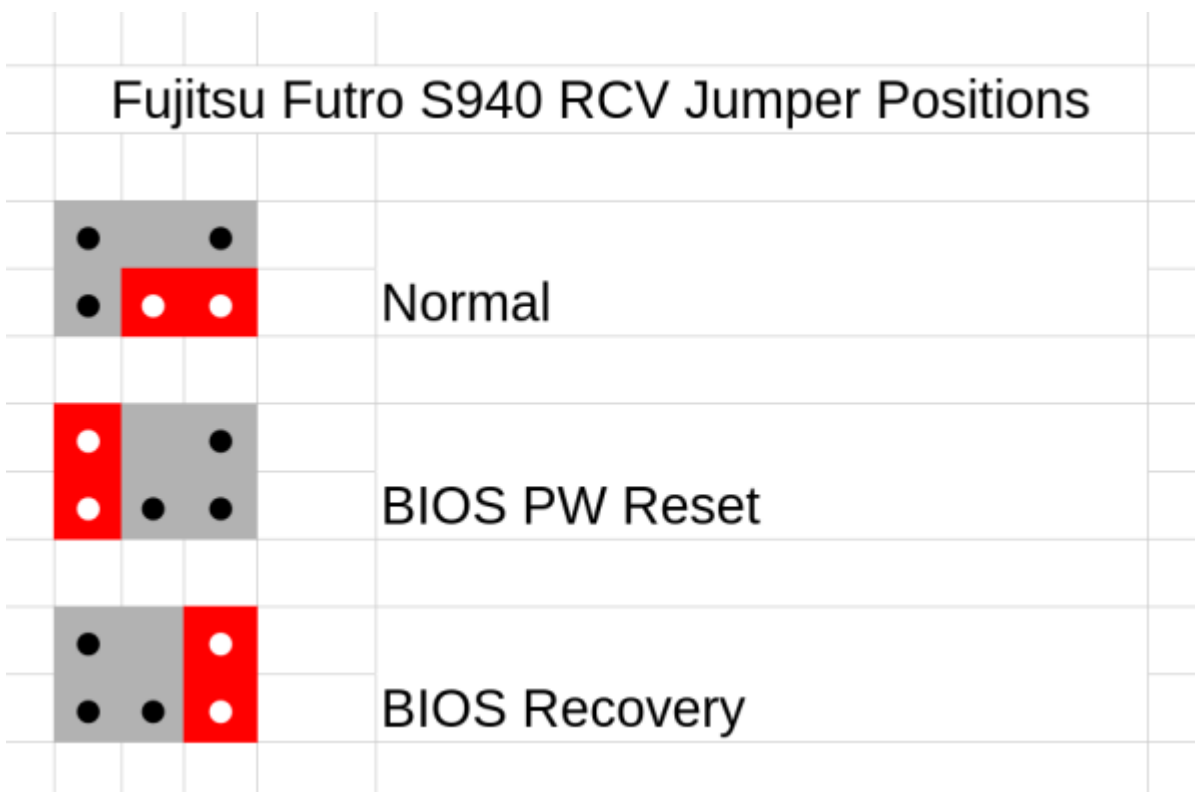 Fujitsu Futro S940 RCV Jumper Positions
Normal
BIOS PW Reset
BIOS Recovery